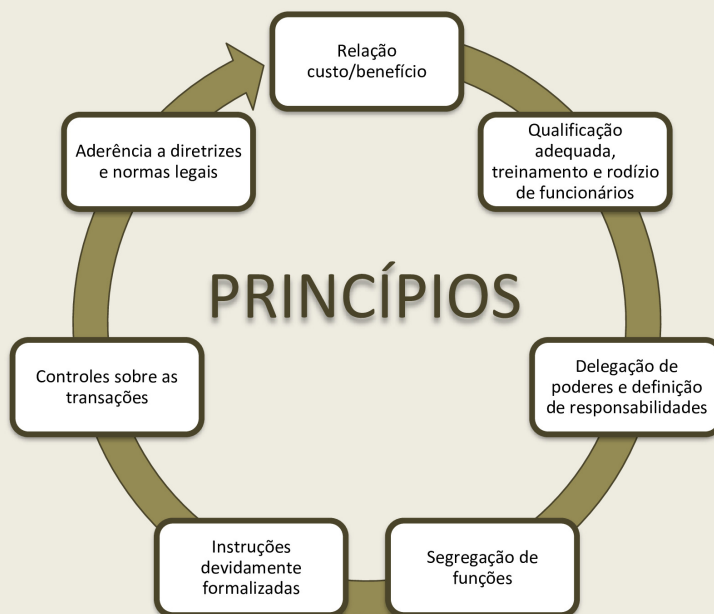 Relação
custo/benefício
Qualificação
adequada,
treinamento e rodízio
de funcionários
Delegação de
poderes e definição
de responsabilidades
Segregação de
funções
Instruções
devidamente
formalizadas
Controles sobre as
transações
Aderência a diretrizes
e normas legais
PRINCÍPIOS